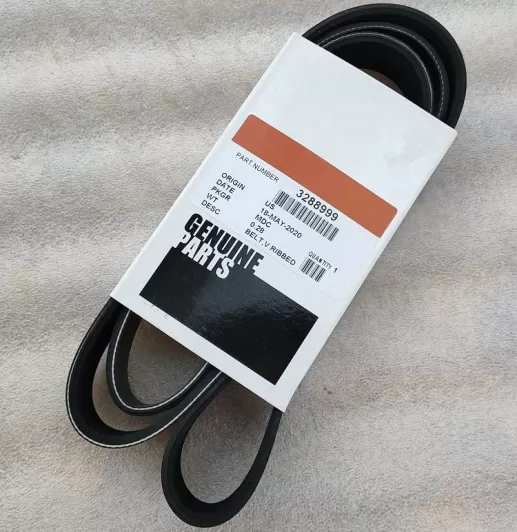 PART NUMBER 3288999
ORIGIN US
DATE 18-MAY-2020
PKGR MDC
WT 0.28
DESC BELT,V RIBBED
QUANTITY 1
GENUINE
PARTS